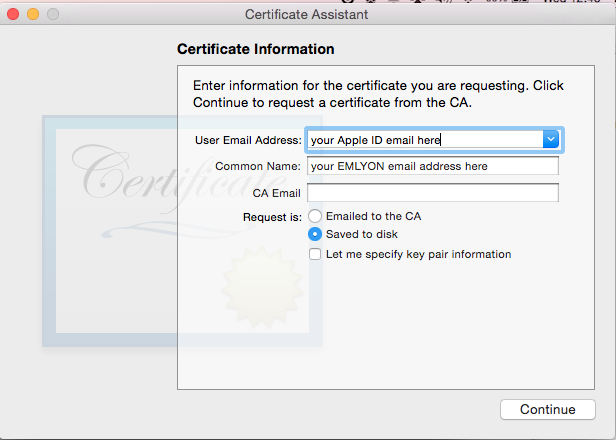 Certificate Assistant
Certificate Information
Enter information for the certificate you are requesting. Click
Continue to request a certificate from the CA.
User Email Address: your Apple ID email here
Common Name: your EMLYON email address here
CA Email
Request is: Emailed to the CA
Saved to disk
Let me specify key pair information
Certificate
Continue